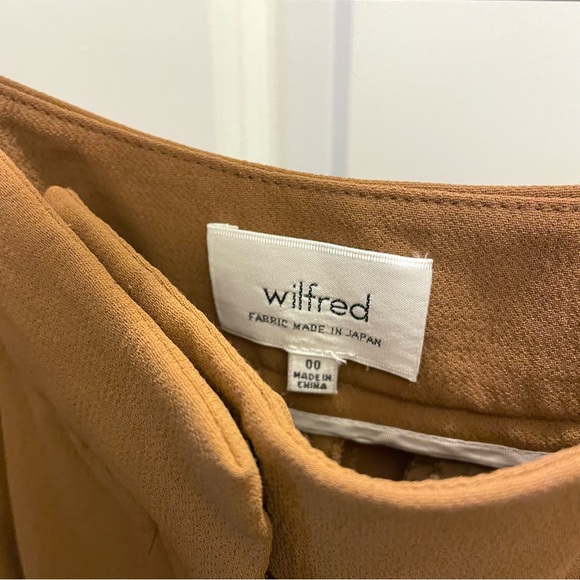 wilfred
FABRIC MADE IN JAPAN
00
MADE IN
CHINA